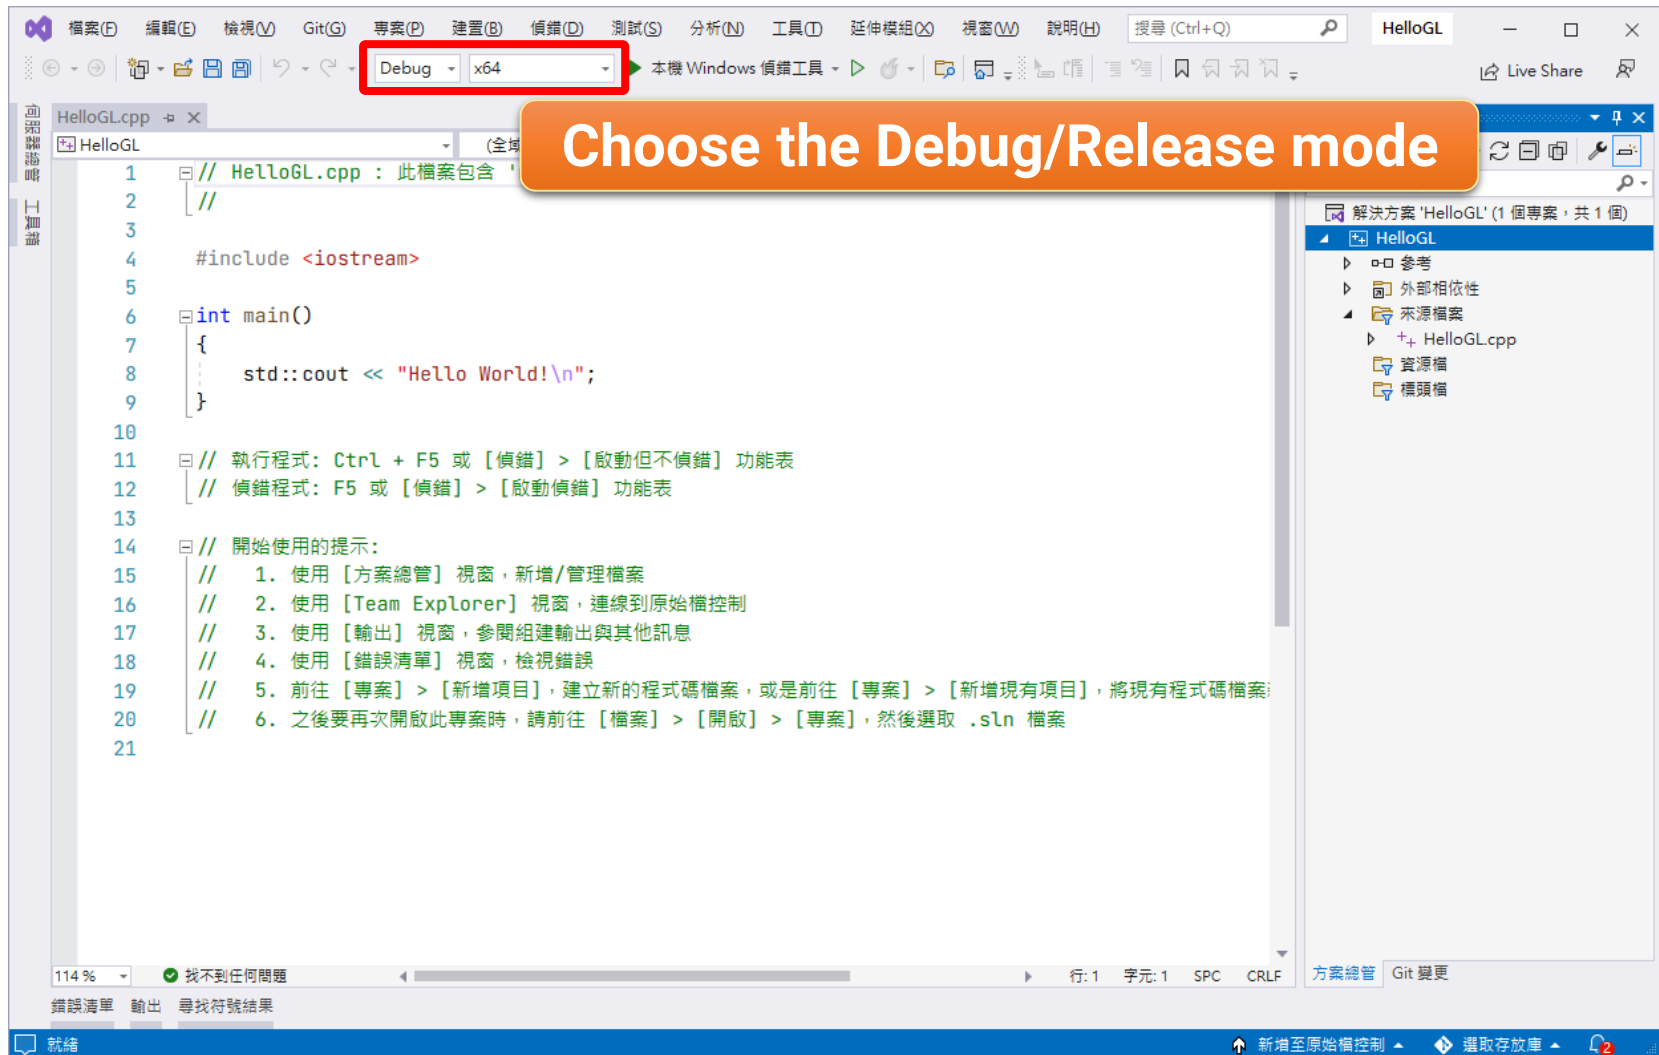 檔案(F) 編輯(E) 檢視(V) Git(G) 專案(P) 建置(B) 偵錯(D) 測試(S) 分析(N) 工具(T) 延伸模組(X) 視窗(W) 說明(H) 搜尋 (Ctrl+Q) HelloGL
Debug x64 本機 Windows 偵錯工具 Live Share
Choose the Debug/Release mode
伺服器總管
工具箱
HelloGL.cpp
HelloGL (全域
1 // HelloGL.cpp : 此檔案包含 '
2 //
3
4 #include <iostream>
5
6 int main()
7 {
8 std::cout << "Hello World!\n";
9 }
10
11 // 執行程式: Ctrl + F5 或 [偵錯] > [啟動但不偵錯] 功能表
12 // 偵錯程式: F5 或 [偵錯] > [啟動偵錯] 功能表
13
14 // 開始使用的提示:
15 // 1. 使用 [方案總管] 視窗，新增/管理檔案
16 // 2. 使用 [Team Explorer] 視窗，連線到原始檔控制
17 // 3. 使用 [輸出] 視窗，參閱組建輸出與其他訊息
18 // 4. 使用 [錯誤清單] 視窗，檢視錯誤
19 // 5. 前往 [專案] > [新增項目]，建立新的程式碼檔案，或是前往 [專案] > [新增現有項目]，將現有程式碼檔案
20 // 6. 之後要再次開啟此專案時，請前往 [檔案] > [開啟] > [專案]，然後選取 .sln 檔案
21
解決方案 'HelloGL' (1 個專案，共 1 個)
HelloGL
參考
外部相依性
來源檔案
HelloGL.cpp
資源檔
標頭檔
114 % 找不到任何問題 行: 1 字元: 1 SPC CRLF
方案總管 Git 變更
錯誤清單 輸出 尋找符號結果
就緒 新增至原始檔控制 選取存放庫 2